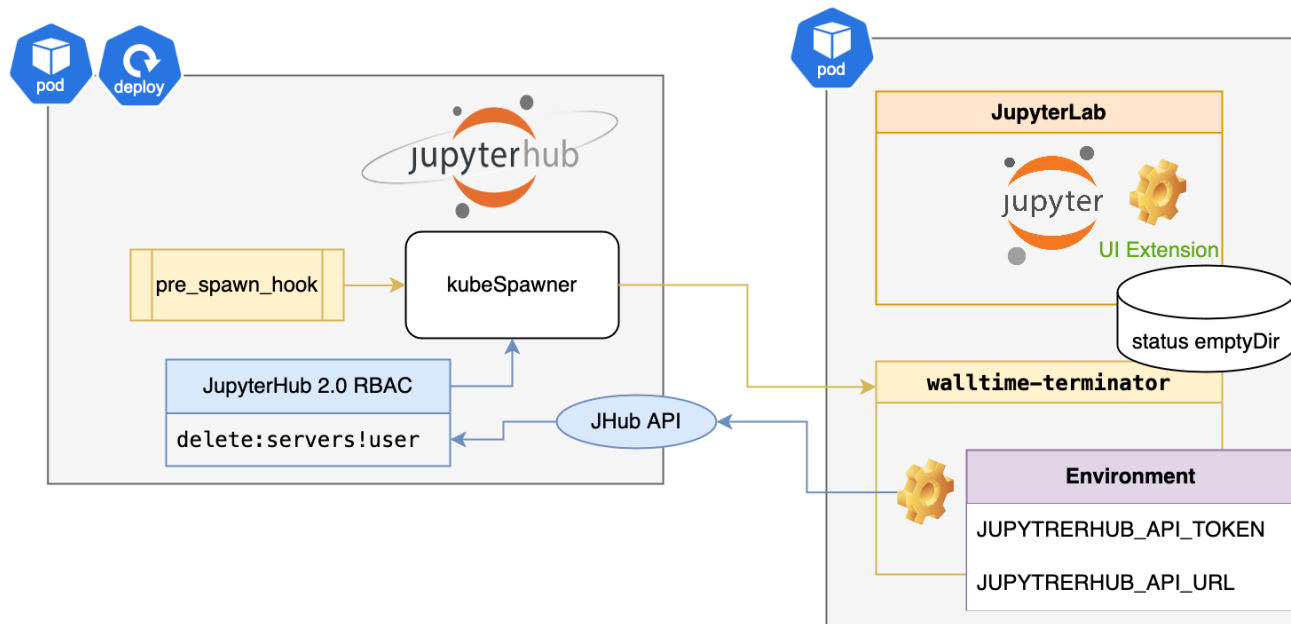 pod
deploy
pod
jupyterhub
pre_spawn_hook
kubeSpawner
JupyterHub 2.0 RBAC
delete:servers!user
JHub API
JupyterLab
jupyter
UI Extension
status emptyDir
walltime-terminator
Environment
JUPYTRERHUB_API_TOKEN
JUPYTRERHUB_API_URL